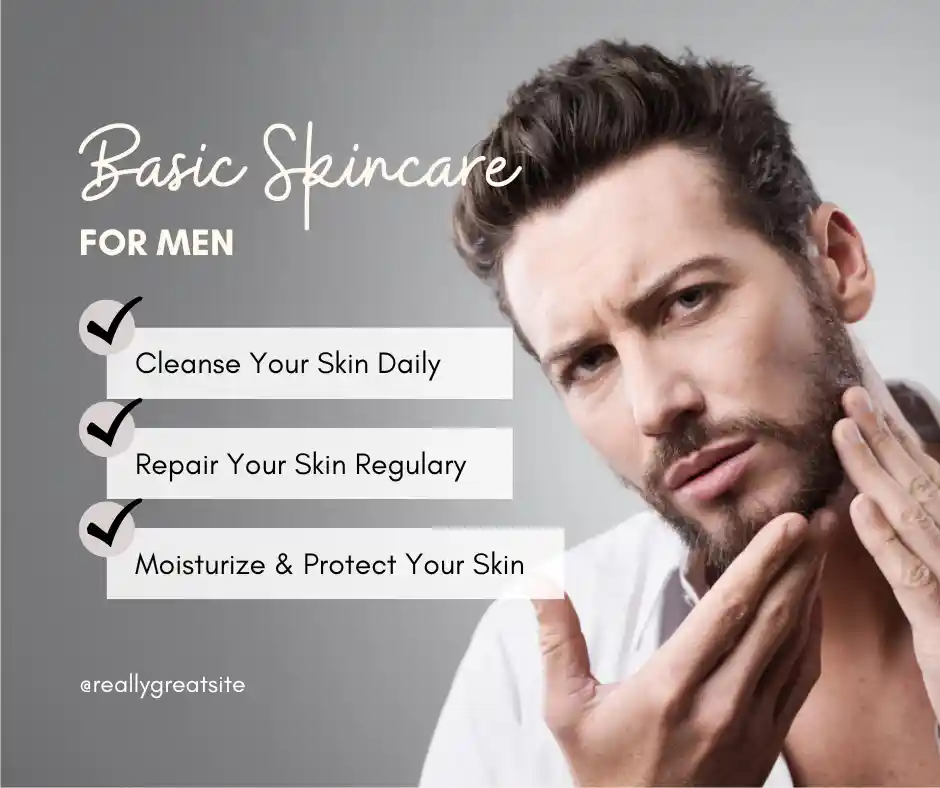 Basic Skincare
FOR MEN
Cleanse Your Skin Daily
Repair Your Skin Regulary
Moisturize & Protect Your Skin
@reallygreatsite